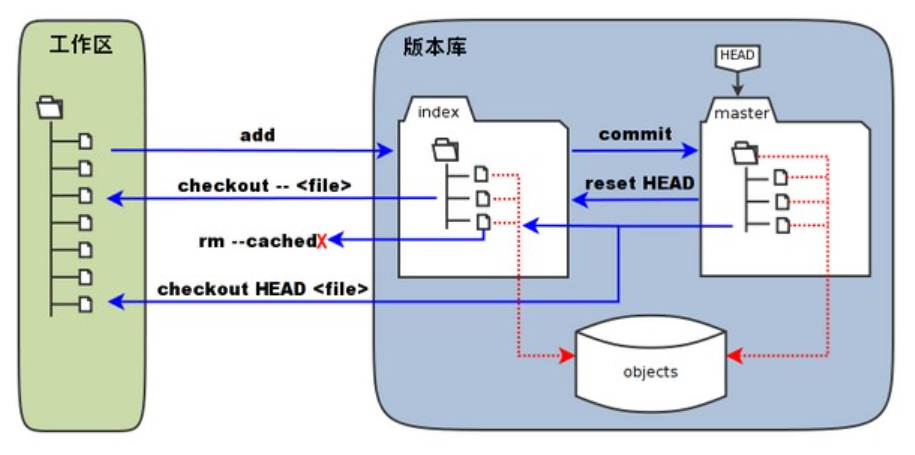 工作区
版本库
HEAD
index
master
add
commit
checkout -- <file>
reset HEAD
rm --cachedX
checkout HEAD <file>
objects